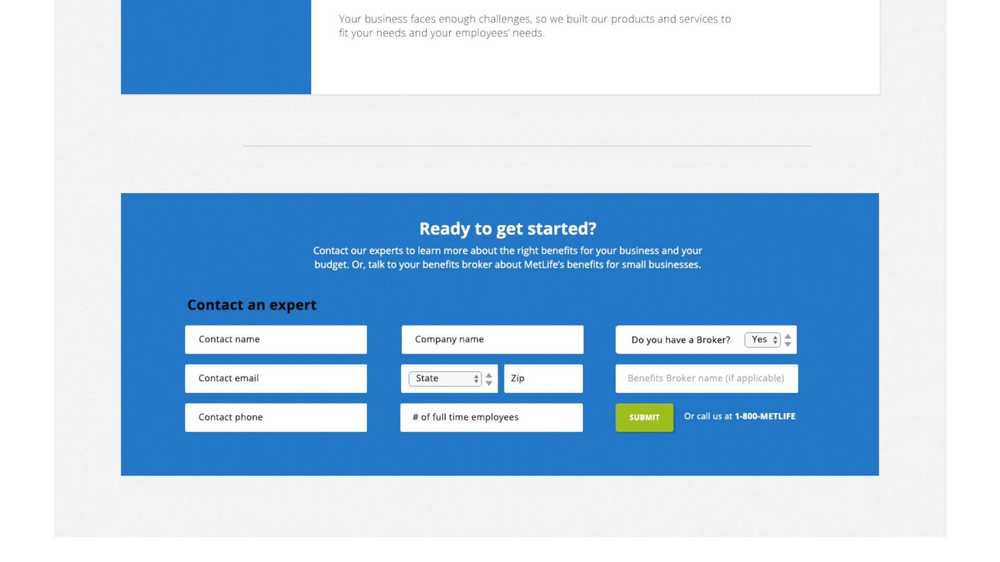 Your business faces enough challenges, so we built our products and services to
fit your needs and your employees’ needs.
Ready to get started?
Contact our experts to learn more about the right benefits for your business and your
budget. Or, talk to your benefits broker about MetLife’s benefits for small businesses.
Contact an expert
Contact name
Company name
Do you have a Broker? Yes
Contact email
State
Zip
Benefits Broker name (if applicable)
Contact phone
# of full time employees
SUBMIT
Or call us at 1-800-METLIFE